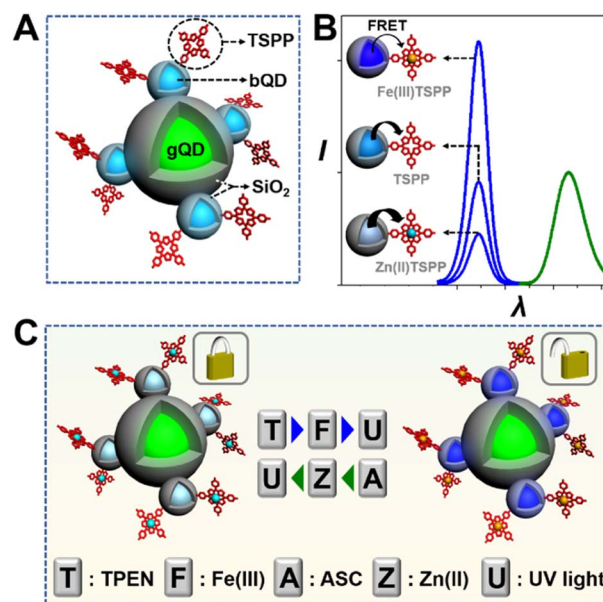 A
TSPP
bQD
gQD
SiO2
B
FRET
Fe(III)TSPP
TSPP
Zn(II)TSPP
I
λ
C
T F U
U Z A
T : TPEN F : Fe(III) A : ASC Z : Zn(II) U : UV light